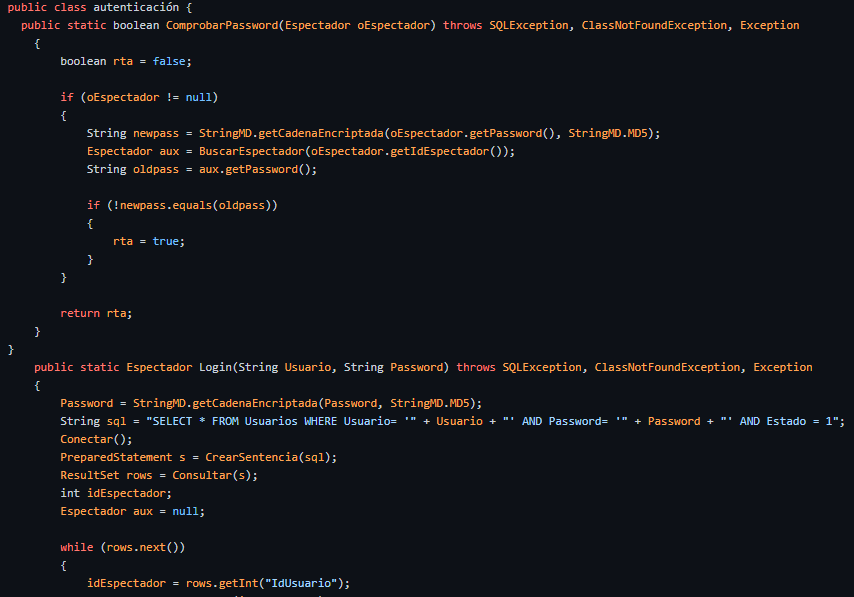 public class autenticación {
public static boolean ComprobarPassword(Espectador oEspectador) throws SQLException, ClassNotFoundException, Exception
{
boolean rta = false;
if (oEspectador != null)
{
String newpass = StringMD.getCadenaEncriptada(oEspectador.getPassword(), StringMD.MD5);
Espectador aux = BuscarEspectador(oEspectador.getIdEspectador());
String oldpass = aux.getPassword();
if (!newpass.equals(oldpass))
{
rta = true;
}
}
return rta;
}
}
public static Espectador Login(String Usuario, String Password) throws SQLException, ClassNotFoundException, Exception
{
Password = StringMD.getCadenaEncriptada(Password, StringMD.MD5);
String sql = "SELECT * FROM Usuarios WHERE Usuario= '" + Usuario + "' AND Password= '" + Password + "' AND Estado = 1";
Conectar();
PreparedStatement s = CrearSentencia(sql);
ResultSet rows = Consultar(s);
int idEspectador;
Espectador aux = null;
while (rows.next())
{
idEspectador = rows.getInt("IdUsuario");